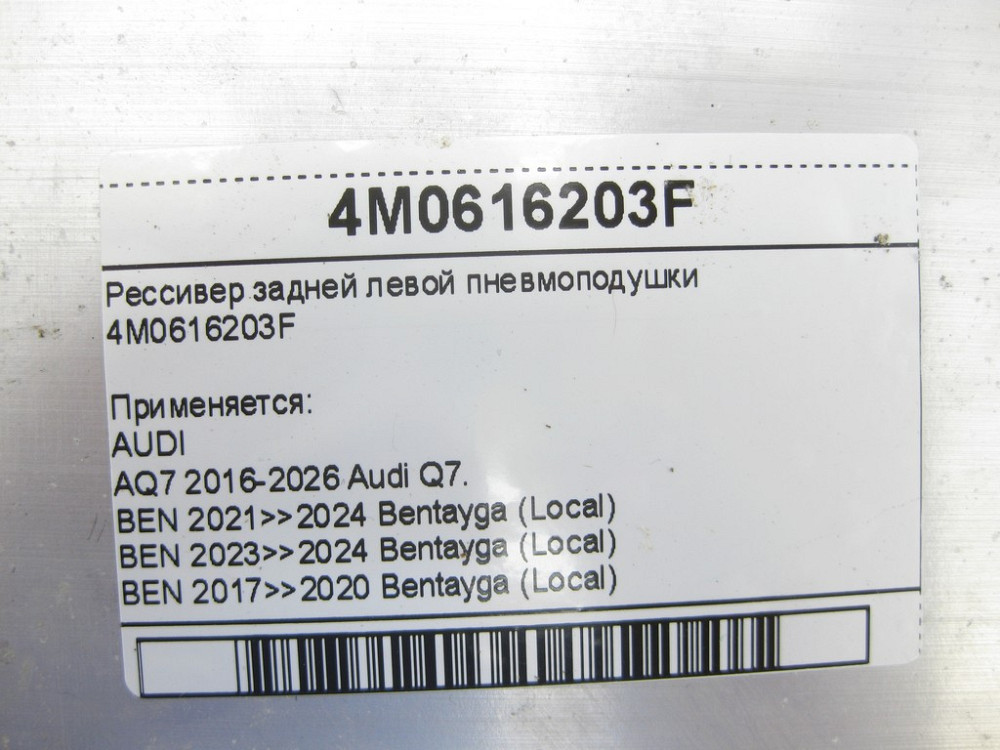 4M0616203F
Рессивер задней левой пневмоподушки
4M0616203F
Применяется:
AUDI
AQ7 2016-2026 Audi Q7.
BEN 2021>>2024 Bentayga (Local)
BEN 2023>>2024 Bentayga (Local)
BEN 2017>>2020 Bentayga (Local)